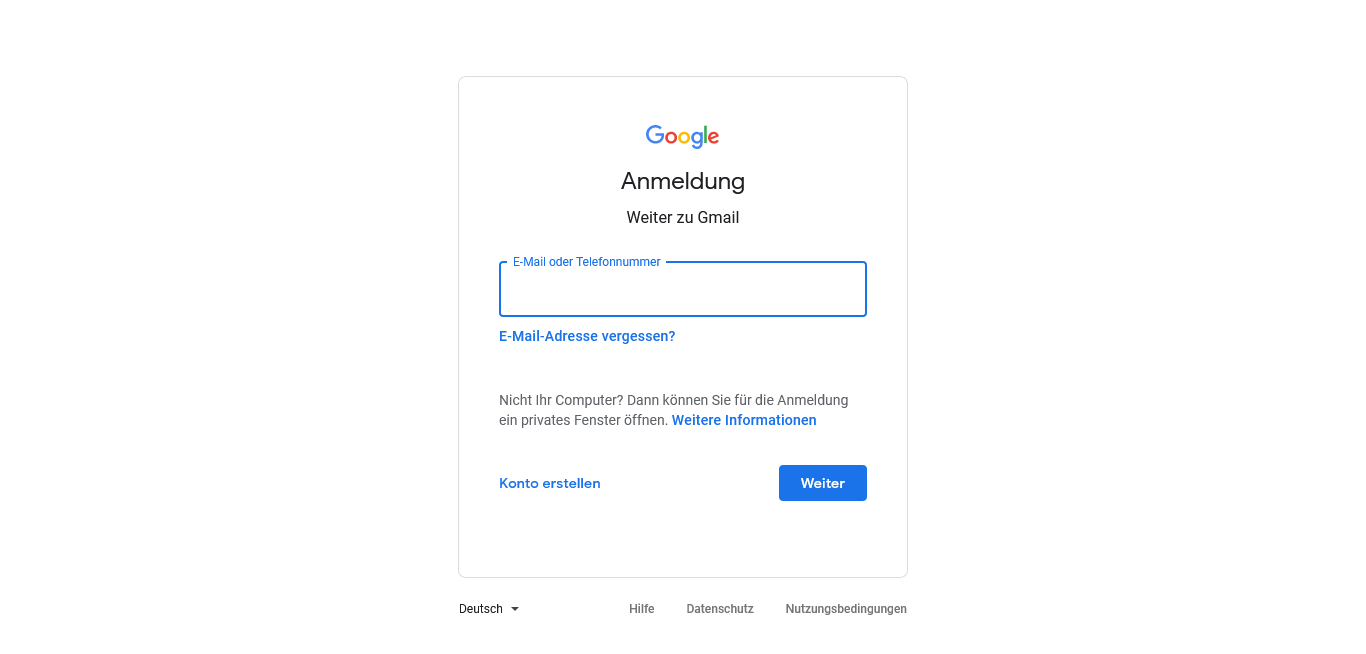 Google
Anmeldung
Weiter zu Gmail
E-Mail oder Telefonnummer
E-Mail-Adresse vergessen?
Nicht Ihr Computer? Dann können Sie für die Anmeldung
ein privates Fenster öffnen. Weitere Informationen
Konto erstellen
Weiter
Deutsch
Hilfe
Datenschutz
Nutzungsbedingungen